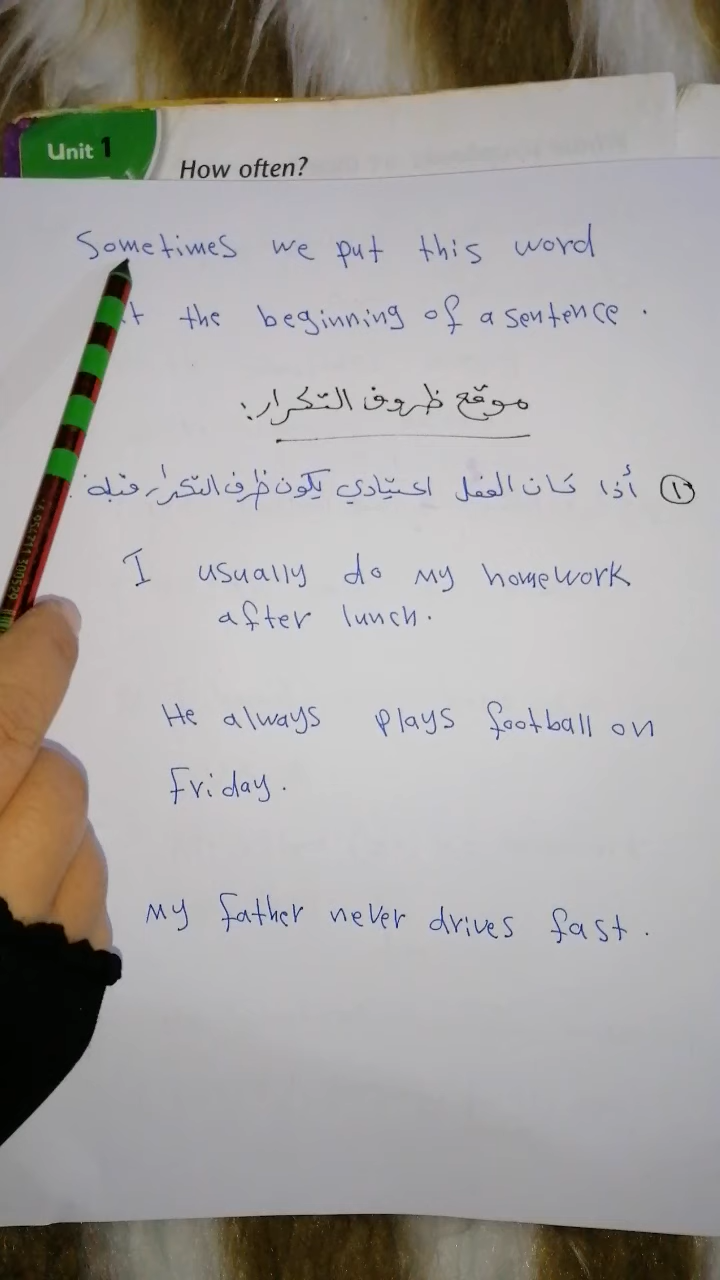 Unit 1
How often?
Sometimes we put this word
the beginning of a sentence.
موقع ظروف التكرار:
① أذا كان الفعل اعتيادي يكون ظرف التكرار قبله.
I usually do my homework
after lunch.
He always plays football on
Friday.
My father never drives fast.